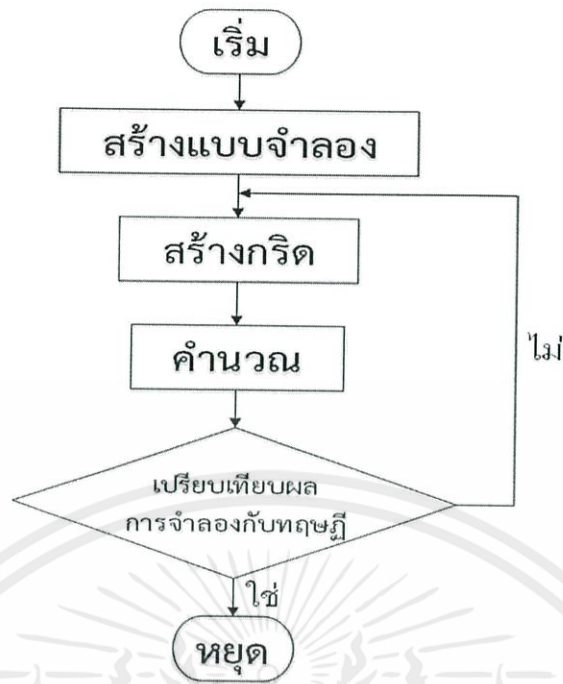 เริ่ม
สร้างแบบจำลอง
สร้างกริด
คำนวณ
ไม่
เปรียบเทียบผล
การจำลองกับทฤษฎี
ใช่
หยุด